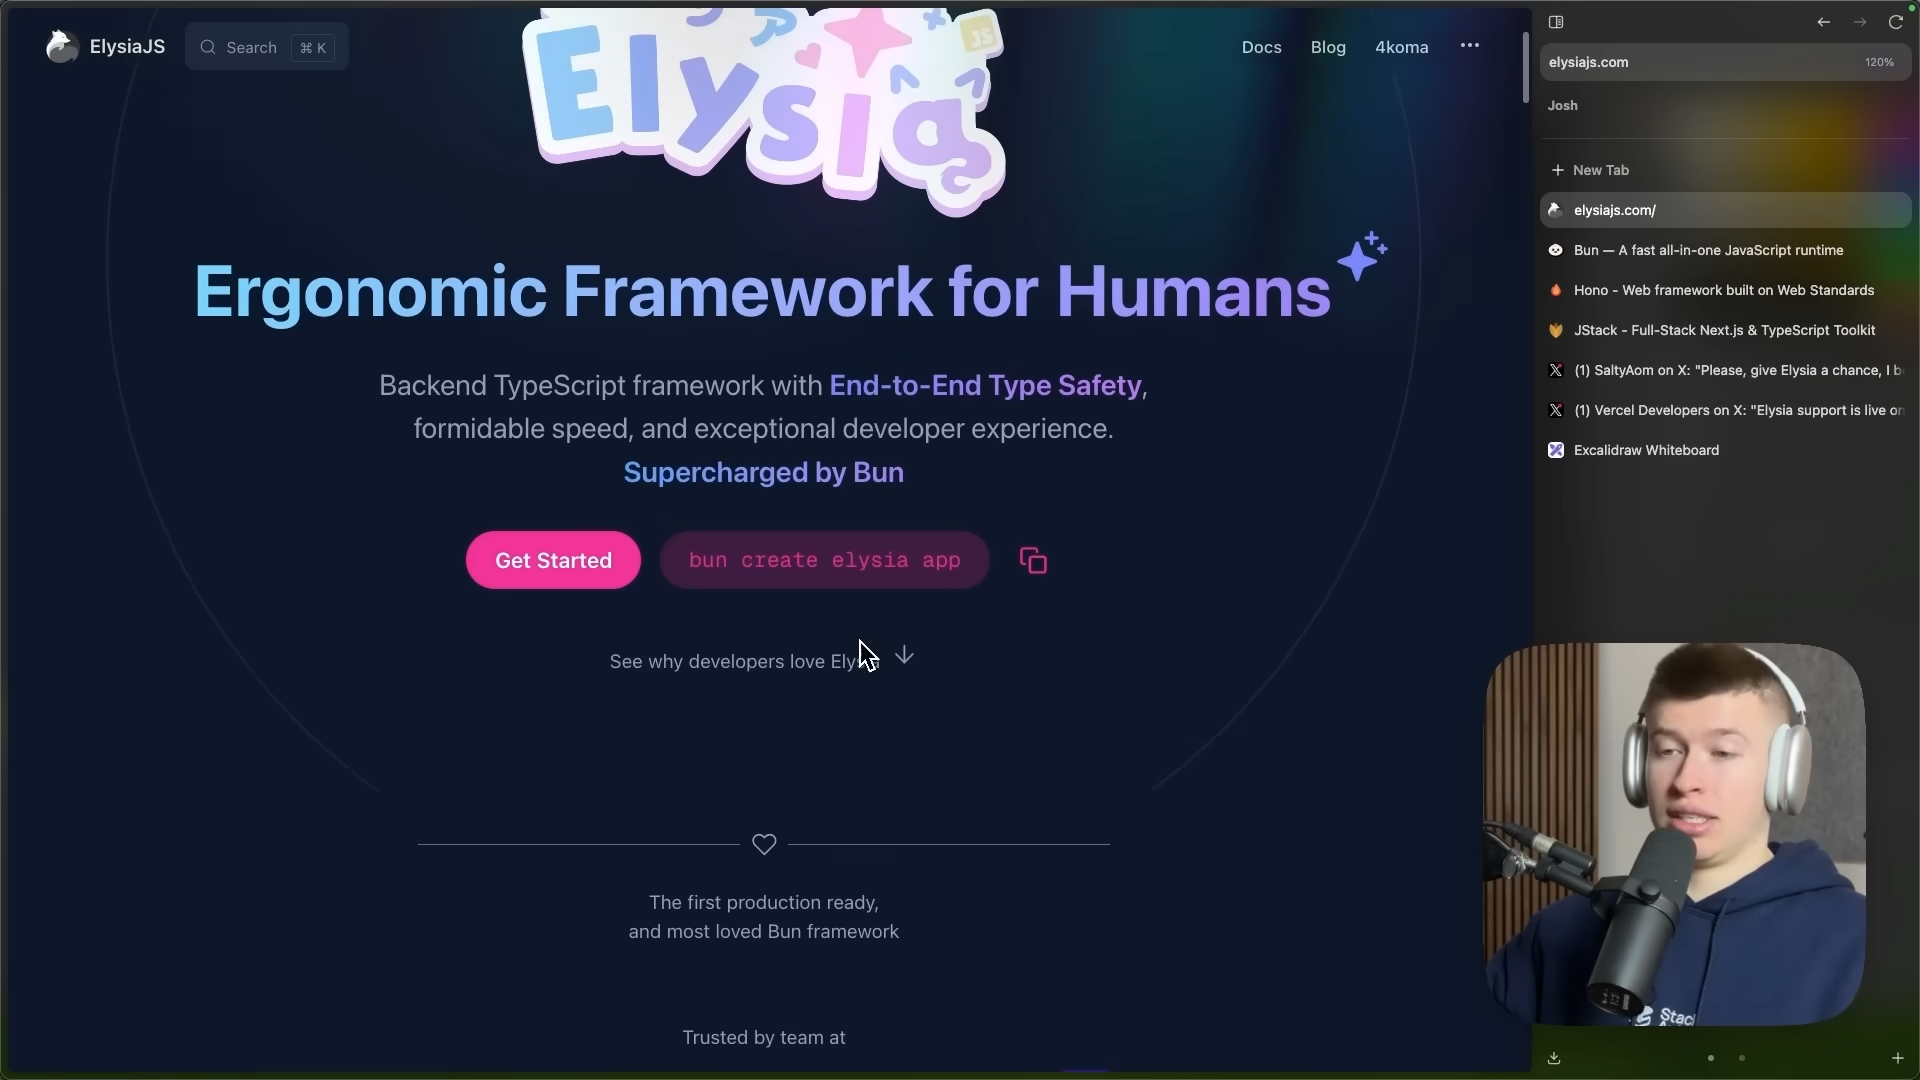 ElysiaJS
Search
⌘ K
Elysia
JS
Docs
Blog
4koma
Ergonomic Framework for Humans
Backend TypeScript framework with End-to-End Type Safety,
formidable speed, and exceptional developer experience.
Supercharged by Bun
Get Started
bun create elysia app
See why developers love Elysia
The first production ready,
and most loved Bun framework
Trusted by team at
elysiajs.com
120%
Josh
New Tab
elysiajs.com/
Bun — A fast all-in-one JavaScript runtime
Hono - Web framework built on Web Standards
JStack - Full-Stack Next.js & TypeScript Toolkit
(1) SaltyAom on X: "Please, give Elysia a chance, I b
(1) Vercel Developers on X: "Elysia support is live on
Excalidraw Whiteboard